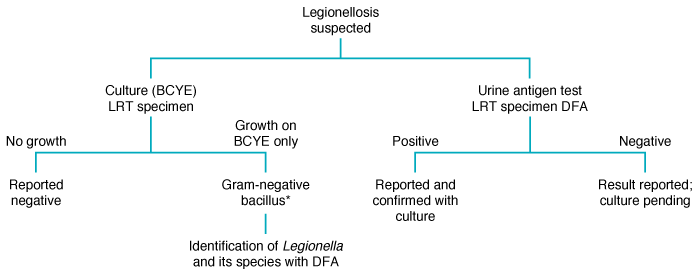 Legionellosis
suspected
Culture (BCYE)
LRT specimen
Urine antigen test
LRT specimen DFA
No growth
Growth on
BCYE only
Positive
Negative
Reported
negative
Gram-negative
bacillus*
Reported and
confirmed with
culture
Result reported;
culture pending
Identification of Legionella
and its species with DFA